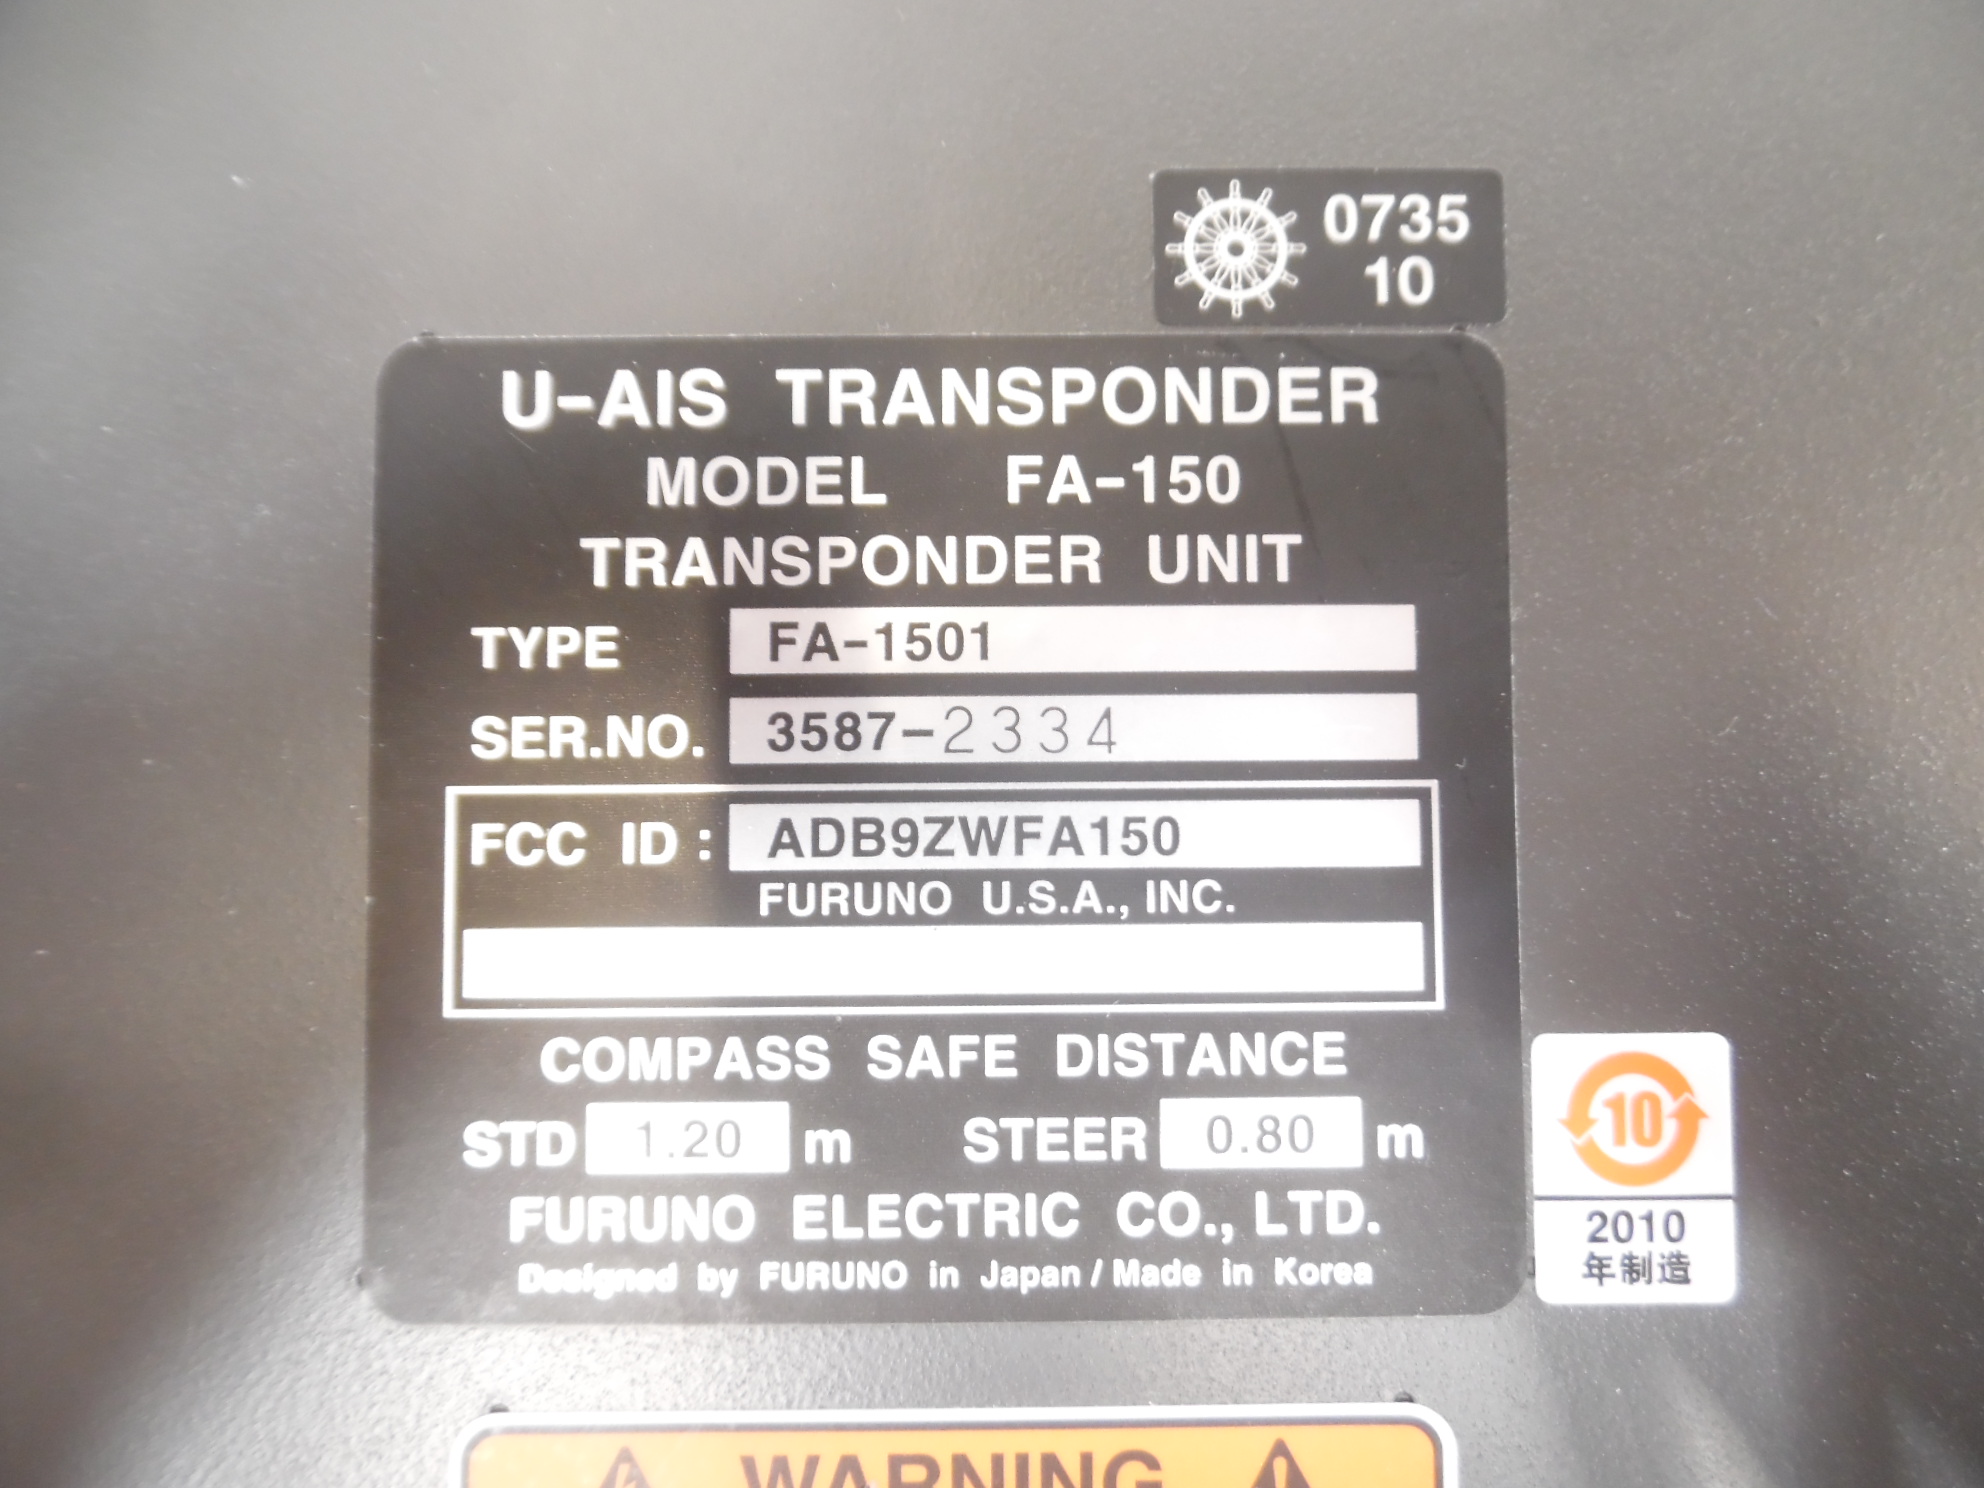 0735
10
U-AIS TRANSPONDER
MODEL FA-150
TRANSPONDER UNIT
TYPE FA-1501
SER.NO. 3587-2334
FCC ID: ADB9ZWFA150
FURUNO U.S.A., INC.
COMPASS SAFE DISTANCE
STD 1.20 m STEER 0.80 m
FURUNO ELECTRIC CO., LTD.
Designed by FURUNO in Japan / Made in Korea
10
2010
年制造
WARNING